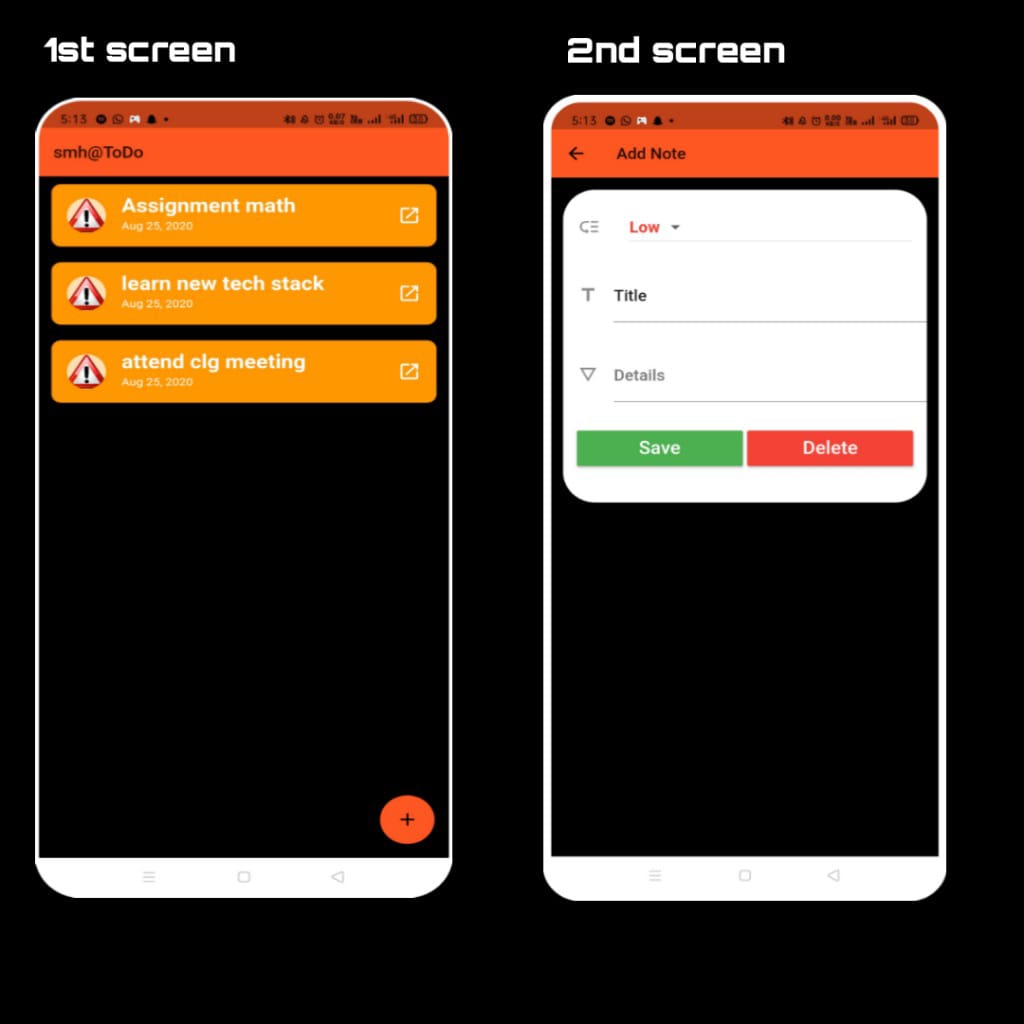 1st screen
5:13
smh@ToDo
Assignment math
Aug 25, 2020
learn new tech stack
Aug 25, 2020
attend clg meeting
Aug 25, 2020
2nd screen
5:13
Add Note
Low
Title
Details
Save
Delete